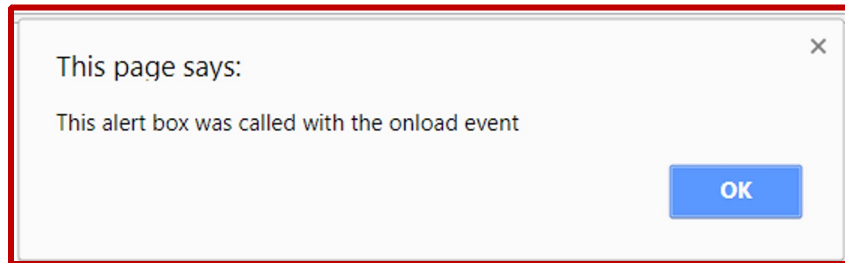 This page says:
This alert box was called with the onload event
OK